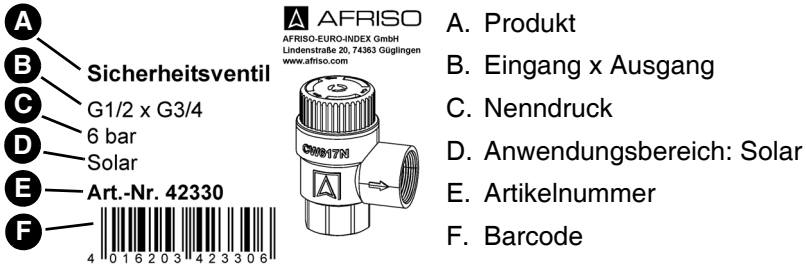 A
B
C
D
E
F
Sicherheitsventil
G1/2 x G3/4
6 bar
Solar
Art.-Nr. 42330
4 016203 423306
AFRISO
AFRISO-EURO-INDEX GmbH
Lindenstraße 20, 74363 Güglingen
www.afriso.com
CW617N
A. Produkt
B. Eingang x Ausgang
C. Nenndruck
D. Anwendungsbereich: Solar
E. Artikelnummer
F. Barcode